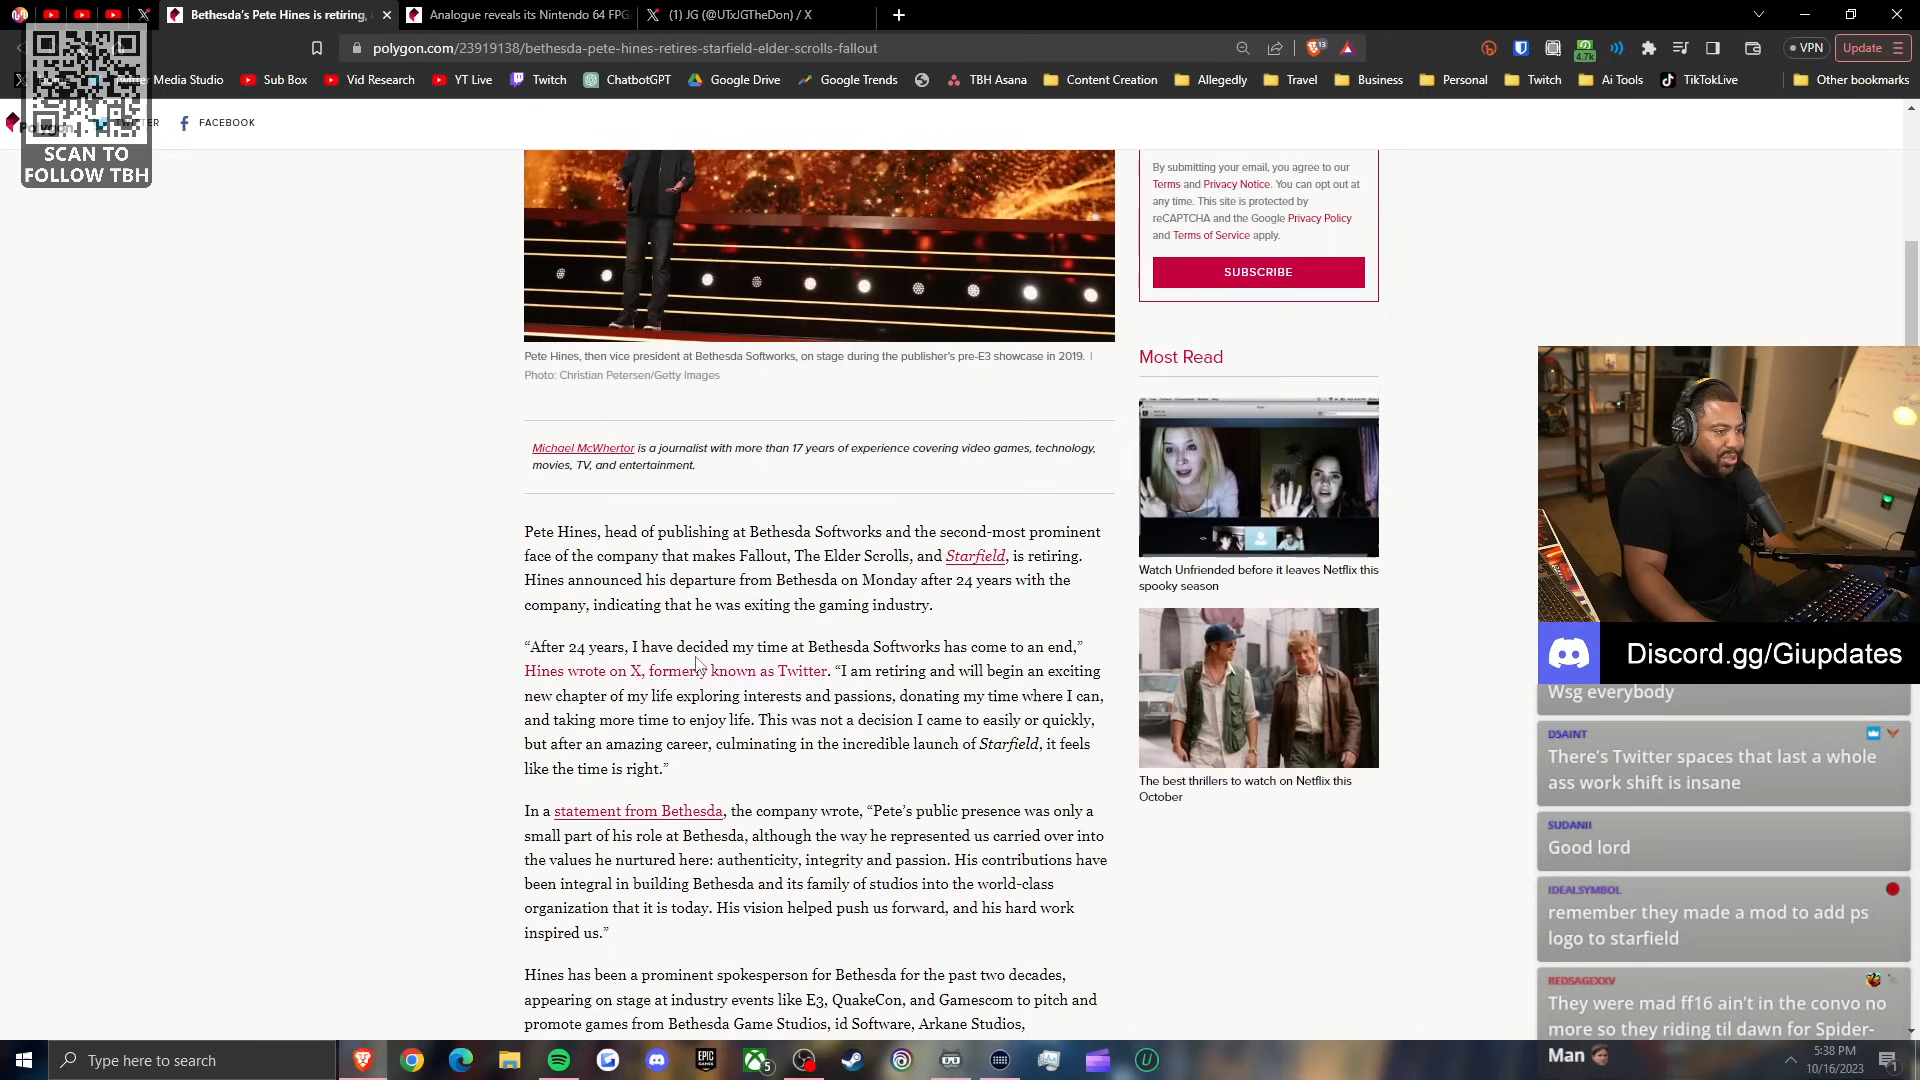 Bethesda's Pete Hines is retiring,
Analogue reveals its Nintendo 64 FPG
(1) JG (@UTxJGTheDon) / X
polygon.com/23919138/bethesda-pete-hines-retires-starfield-elder-scrolls-fallout
13
4.7k
VPN
Update
Twitter Media Studio
Sub Box
Vid Research
YT Live
Twitch
ChatbotGPT
Google Drive
Google Trends
TBH Asana
Content Creation
Allegedly
Travel
Business
Personal
Twitch
Ai Tools
TikTokLive
Other bookmarks
Polygon
FACEBOOK
SCAN TO
FOLLOW TBH
By submitting your email, you agree to our
Terms and Privacy Notice. You can opt out at
any time. This site is protected by
reCAPTCHA and the Google Privacy Policy
and Terms of Service apply.
SUBSCRIBE
Pete Hines, then vice president at Bethesda Softworks, on stage during the publisher's pre-E3 showcase in 2019. |
Photo: Christian Petersen/Getty Images
Michael McWhertor is a journalist with more than 17 years of experience covering video games, technology,
movies, TV, and entertainment.
Pete Hines, head of publishing at Bethesda Softworks and the second-most prominent
face of the company that makes Fallout, The Elder Scrolls, and Starfield, is retiring.
Hines announced his departure from Bethesda on Monday after 24 years with the
company, indicating that he was exiting the gaming industry.
“After 24 years, I have decided my time at Bethesda Softworks has come to an end,”
Hines wrote on X, formerly known as Twitter. “I am retiring and will begin an exciting
new chapter of my life exploring interests and passions, donating my time where I can,
and taking more time to enjoy life. This was not a decision I came to easily or quickly,
but after an amazing career, culminating in the incredible launch of Starfield, it feels
like the time is right.”
In a statement from Bethesda, the company wrote, “Pete’s public presence was only a
small part of his role at Bethesda, although the way he represented us carried over into
the values he nurtured here: authenticity, integrity and passion. His contributions have
been integral in building Bethesda and its family of studios into the world-class
organization that it is today. His vision helped push us forward, and his hard work
inspired us.”
Hines has been a prominent spokesperson for Bethesda for the past two decades,
appearing on stage at industry events like E3, QuakeCon, and Gamescom to pitch and
promote games from Bethesda Game Studios, id Software, Arkane Studios,
Most Read
Watch Unfriended before it leaves Netflix this
spooky season
The best thrillers to watch on Netflix this
October
Discord.gg/Giupdates
Wsg everybody
D5AINT
There's Twitter spaces that last a whole
ass work shift is insane
SUDANII
Good lord
IDEALSYMBOL
remember they made a mod to add ps
logo to starfield
REDSAGEXXV
They were mad ff16 ain't in the convo no
more so they riding til dawn for Spider-
Man
Type here to search
EPIC
GAMES
5
5:38 PM
10/16/2023
1